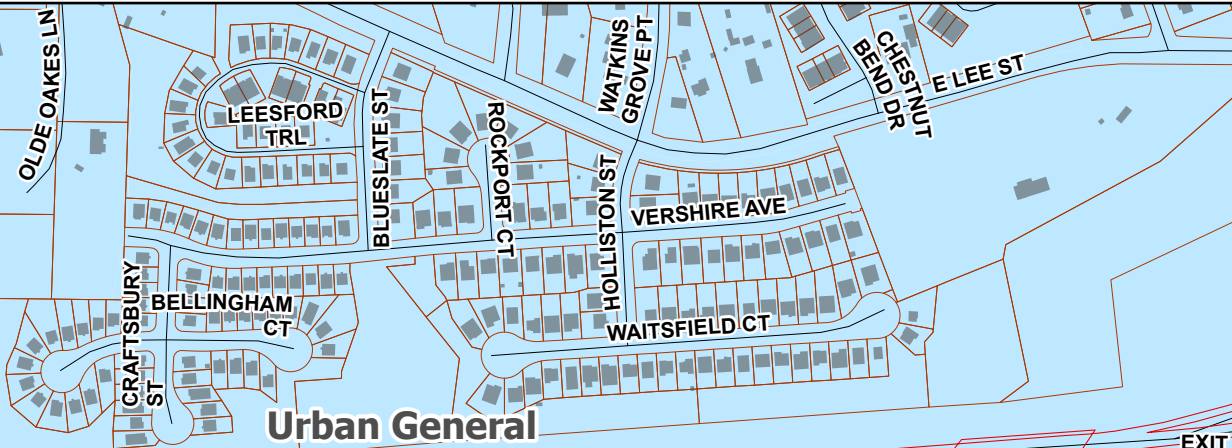 OLDE OAKES LN
LEESFORD
TRL
BLUESLATE ST
ROCKPORT CT
WATKINS
GROVE PT
CHESTNUT
BEND DR
E LEE ST
HOLLISTON ST
VERSHIRE AVE
CRAFTSBURY
ST
BELLINGHAM
CT
WAITSFIELD CT
Urban General
EXIT